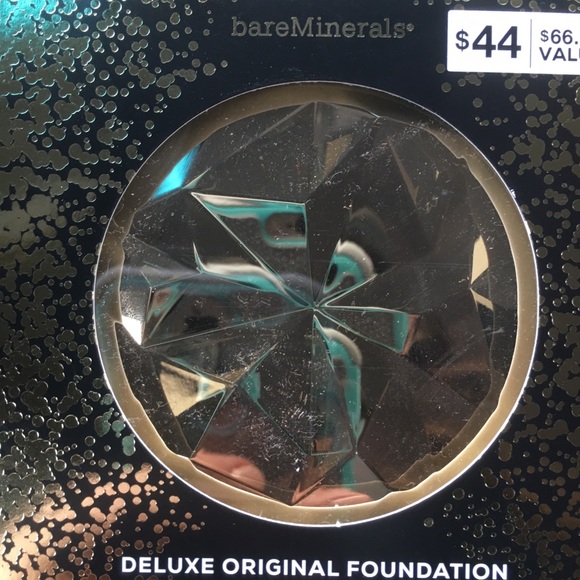 bareMinerals®
$44 $66.
VALU
DELUXE ORIGINAL FOUNDATION